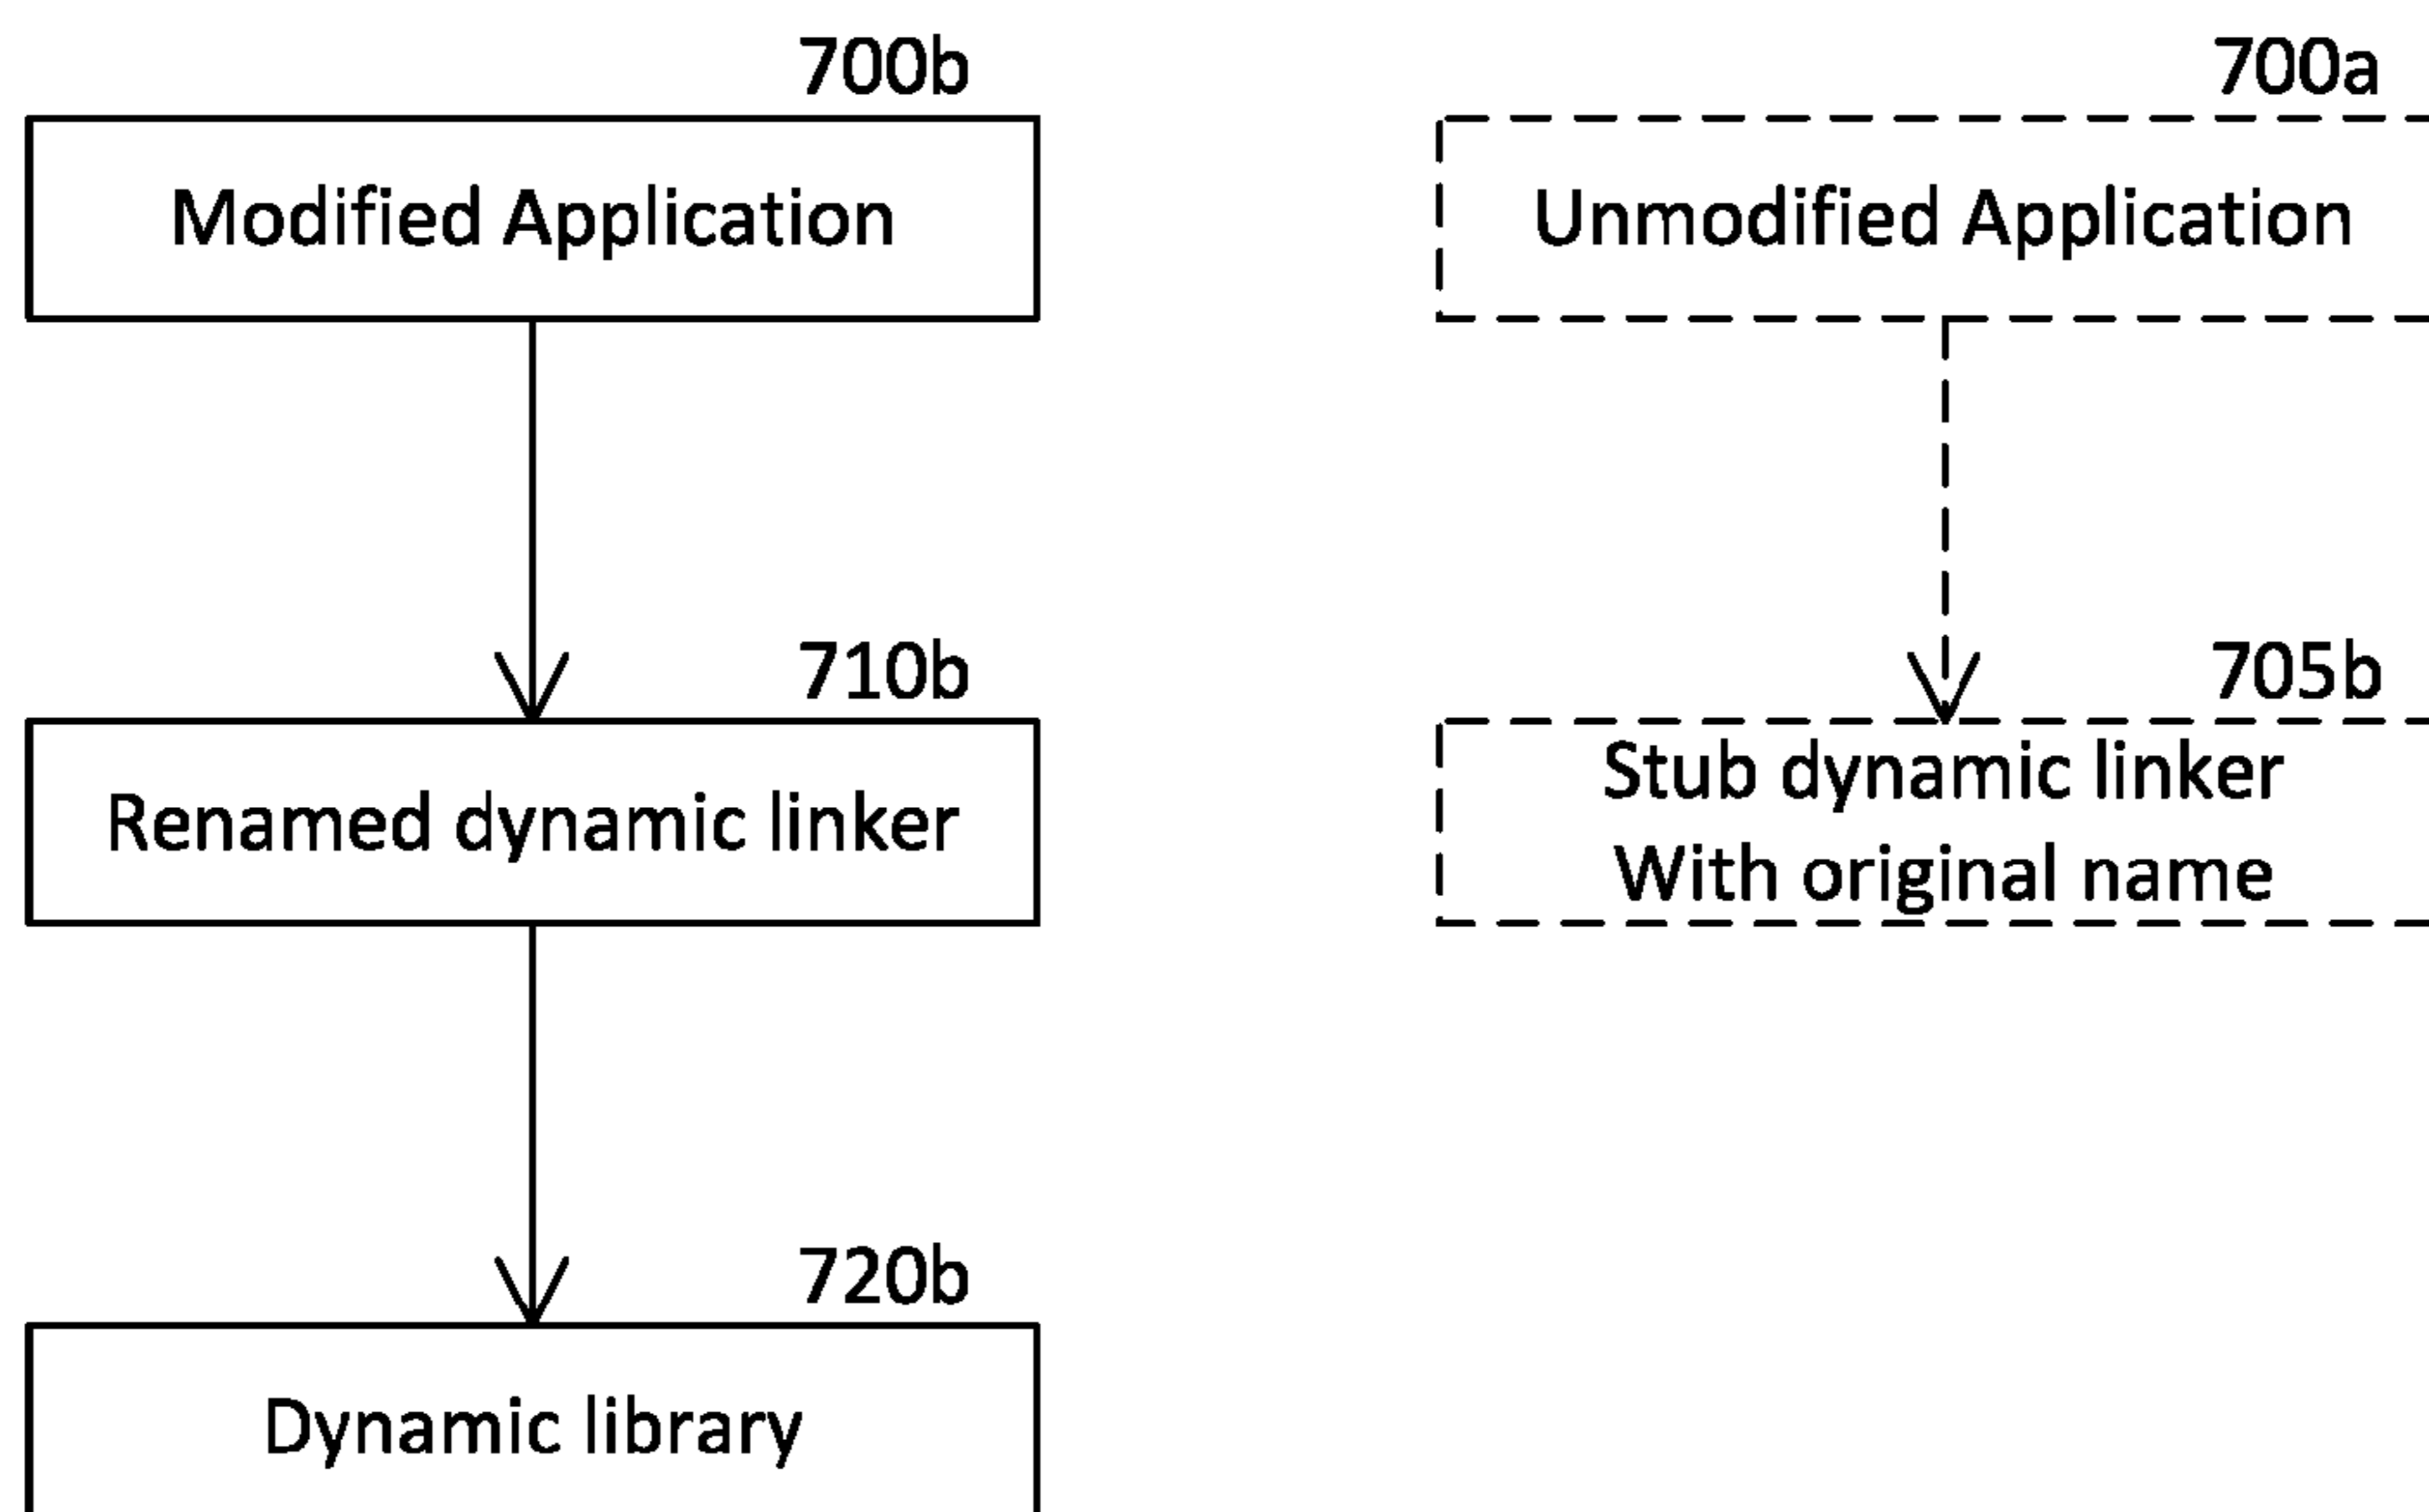 700b
Modified Application
710b
Renamed dynamic linker
720b
Dynamic library
700a
Unmodified Application
705b
Stub dynamic linker
With original name